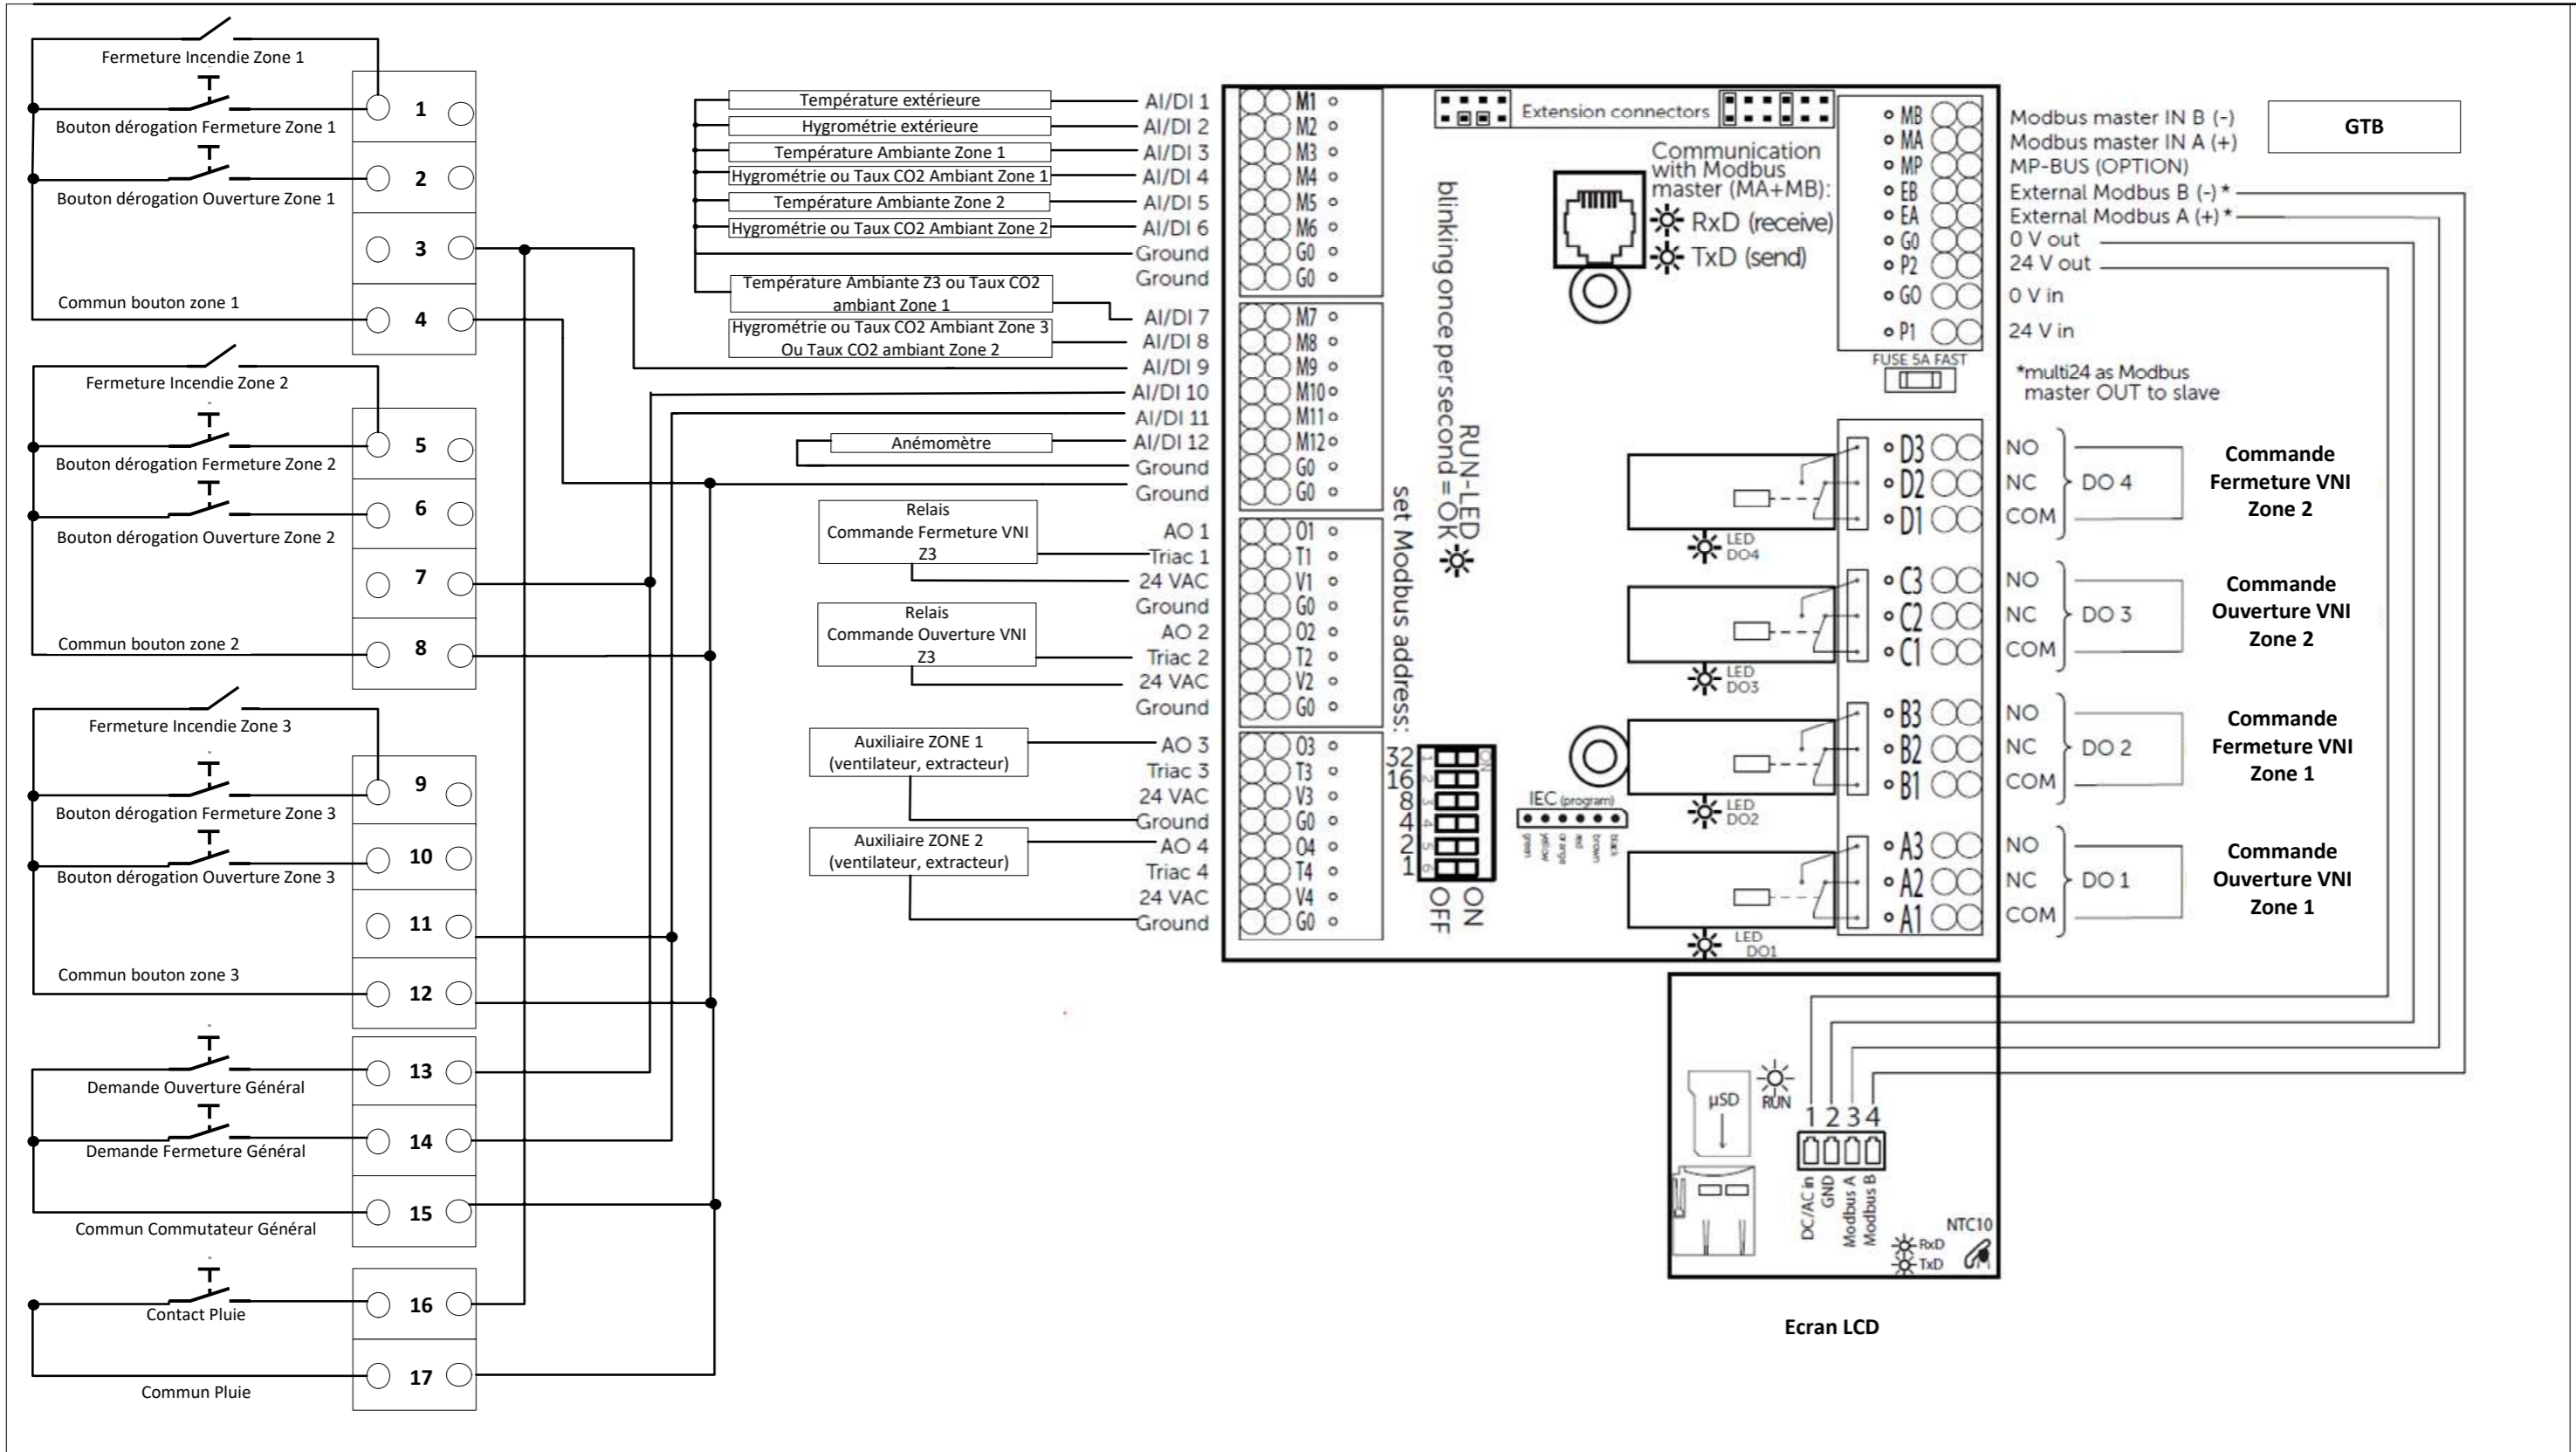 Fermeture Incendie Zone 1
Bouton dérogation Fermeture Zone 1
Bouton dérogation Ouverture Zone 1
Commun bouton zone 1
1
2
3
4
Fermeture Incendie Zone 2
Bouton dérogation Fermeture Zone 2
Bouton dérogation Ouverture Zone 2
Commun bouton zone 2
5
6
7
8
Fermeture Incendie Zone 3
Bouton dérogation Fermeture Zone 3
Bouton dérogation Ouverture Zone 3
Commun bouton zone 3
9
10
11
12
Demande Ouverture Général
Demande Fermeture Général
Commun Commutateur Général
13
14
15
Contact Pluie
Commun Pluie
16
17
Température extérieure
Hygrométrie extérieure
Température Ambiante Zone 1
Hygrométrie ou Taux CO2 Ambiant Zone 1
Température Ambiante Zone 2
Hygrométrie ou Taux CO2 Ambiant Zone 2
Température Ambiante Z3 ou Taux CO2
ambiant Zone 1
Hygrométrie ou Taux CO2 Ambiant Zone 3
Ou Taux CO2 ambiant Zone 2
Anémomètre
Relais
Commande Fermeture VNI
Z3
Relais
Commande Ouverture VNI
Z3
Auxiliaire ZONE 1
(ventilateur, extracteur)
Auxiliaire ZONE 2
(ventilateur, extracteur)
AI/DI 1 M1
AI/DI 2 M2
AI/DI 3 M3
AI/DI 4 M4
AI/DI 5 M5
AI/DI 6 M6
Ground G0
Ground G0
AI/DI 7 M7
AI/DI 8 M8
AI/DI 9 M9
AI/DI 10 M10
AI/DI 11 M11
AI/DI 12 M12
Ground G0
Ground G0
AO 1 O1
Triac 1 T1
24 VAC V1
Ground G0
AO 2 O2
Triac 2 T2
24 VAC V2
Ground G0
AO 3 O3
Triac 3 T3
24 VAC V3
Ground G0
AO 4 O4
Triac 4 T4
24 VAC V4
Ground G0
Extension connectors
Communication
with Modbus
master (MA+MB):
RxD (receive)
TxD (send)
blinking once per second = OK
RUN-LED
set Modbus address:
32 1 ON
16 2
8 3
4 4
2 5
1 6
OFF ON
IEC (program)
green yellow orange red brown black
MB Modbus master IN B (-)
MA Modbus master IN A (+)
MP MP-BUS (OPTION)
EB External Modbus B (-) *
EA External Modbus A (+) *
G0 0 V out
P2 24 V out
G0 0 V in
P1 24 V in
FUSE 5A FAST
*multi24 as Modbus
master OUT to slave
GTB
LED
DO4
D3 NO
D2 NC
D1 COM
DO 4
Commande
Fermeture VNI
Zone 2
LED
DO3
C3 NO
C2 NC
C1 COM
DO 3
Commande
Ouverture VNI
Zone 2
LED
DO2
B3 NO
B2 NC
B1 COM
DO 2
Commande
Fermeture VNI
Zone 1
LED
DO1
A3 NO
A2 NC
A1 COM
DO 1
Commande
Ouverture VNI
Zone 1
µSD
RUN
1 2 3 4
DC/AC in
GND
Modbus A
Modbus B
NTC10
RxD
TxD
Ecran LCD